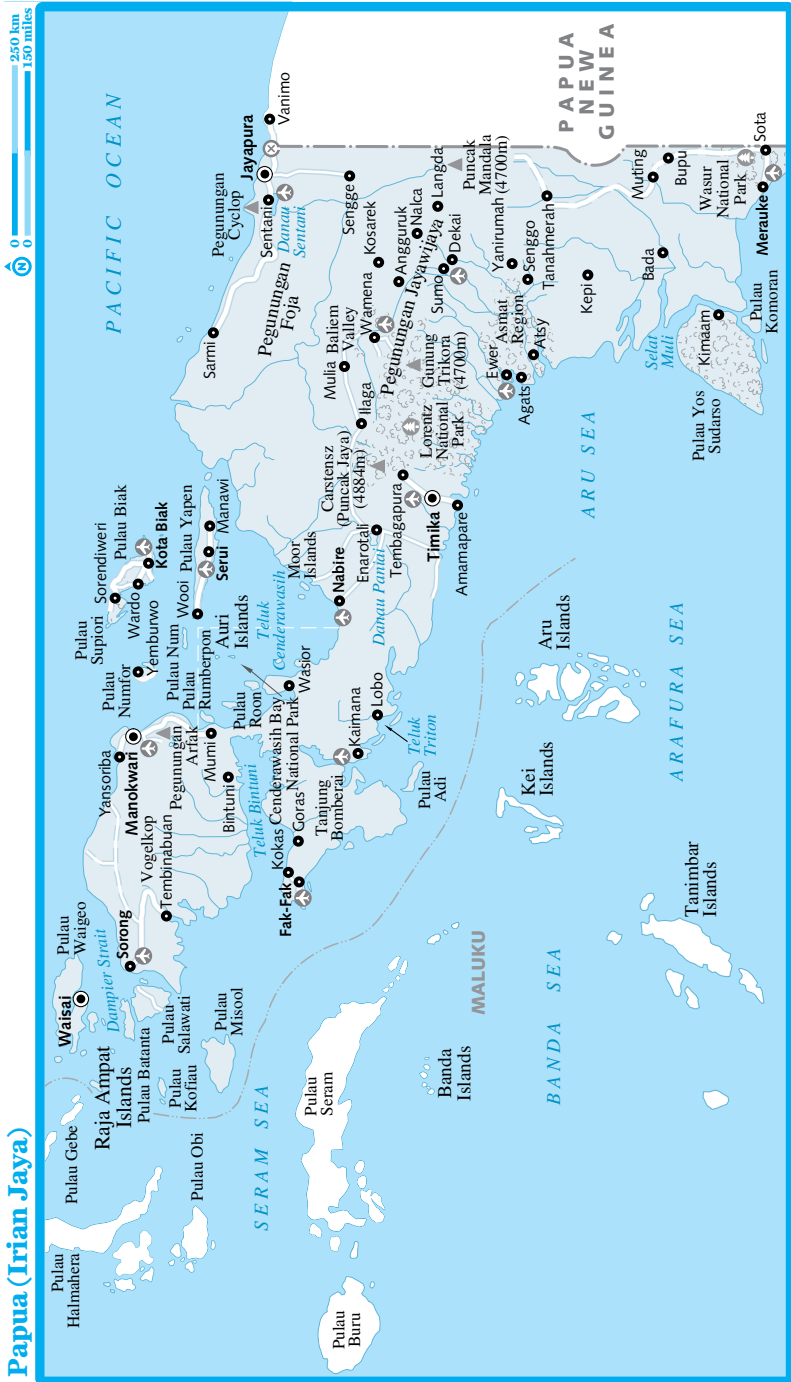 Papua (Irian Jaya)
N
0
250 km
0
150 miles
PACIFIC OCEAN
Pulau
Halmahera
Pulau Gebe
Raja Ampat
Islands
Waisai
Pulau
Waigeo
Dampier Strait
Pulau Batanta
Sorong
Pulau
Salawati
Pulau
Kofiau
Pulau
Misool
Pulau Obi
SERAM SEA
Vogelkop
Tembinabuan
Yansoriba
Manokwari
Pegunungan
Arfak
Mumi
Bintuni
Teluk Bintuni
Pulau
Numfor
Yemburwo
Pulau Num
Pulau
Rumberpon
Pulau
Roon
Pulau
Supiori
Sorendiweri
Pulau Biak
Wardo
Kota Biak
Wooi
Pulau Yapen
Serui
Manawi
Auri
Islands
Teluk
Cenderawasih
Moor
Islands
Cenderawasih Bay
National Park
Wasior
Kokas
Goras
Fak-Fak
Tanjung
Bomberai
Kaimana
Lobo
Teluk
Triton
Pulau
Adi
Nabire
Enarotali
Danau Paniai
Sarmi
Pegunungan
Foja
Pegunungan
Cyclop
Sentani
Danau
Sentani
Jayapura
Vanimo
Sengge
Mulia
Baliem
Valley
Wamena
Ilaga
Kosarek
Angguruk
Nalca
Langda
Pegunungan Jayawijaya
Sumo
Dekai
Puncak
Mandala
(4700m)
Carstensz
(Puncak Jaya)
(4884m)
Gunung
Trikora
(4700m)
Lorentz
National
Park
Tembagapura
Timika
Amamapare
Yanirumah
Senggo
Tanahmerah
Ewer
Asmat
Region
Agats
Atsy
Kepi
Bada
Muting
Bupu
Wasur
National
Park
Sota
Merauke
Pulau
Komoran
Kimaam
Selat
Muli
Pulau Yos
Sudarso
PAPUA
NEW
GUINEA
Pulau
Buru
Pulau
Seram
MALUKU
Banda
Islands
BANDA SEA
Kei
Islands
Aru
Islands
ARU SEA
ARAFURA SEA
Tanimbar
Islands